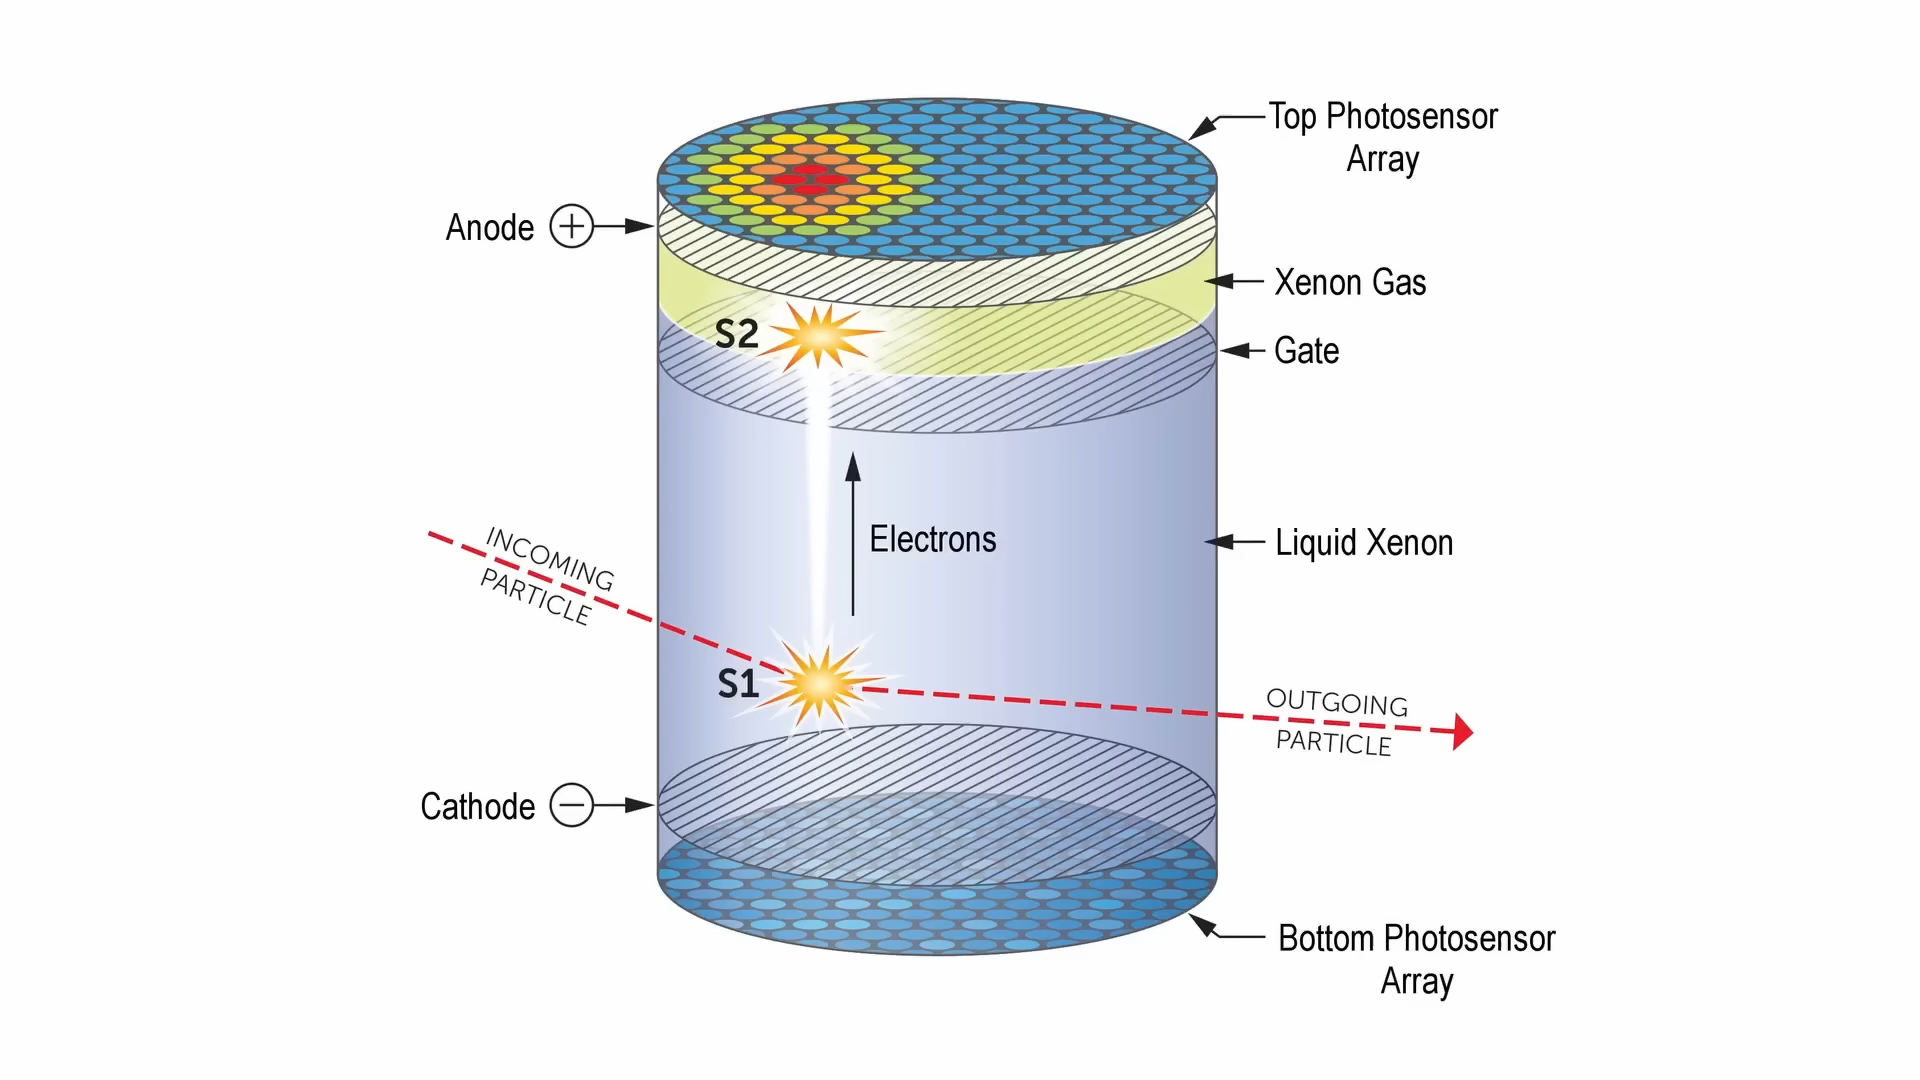 Top Photosensor
Array
Anode +
Xenon Gas
S2
Gate
Electrons
Liquid Xenon
INCOMING
PARTICLE
S1
OUTGOING
PARTICLE
Cathode −
Bottom Photosensor
Array